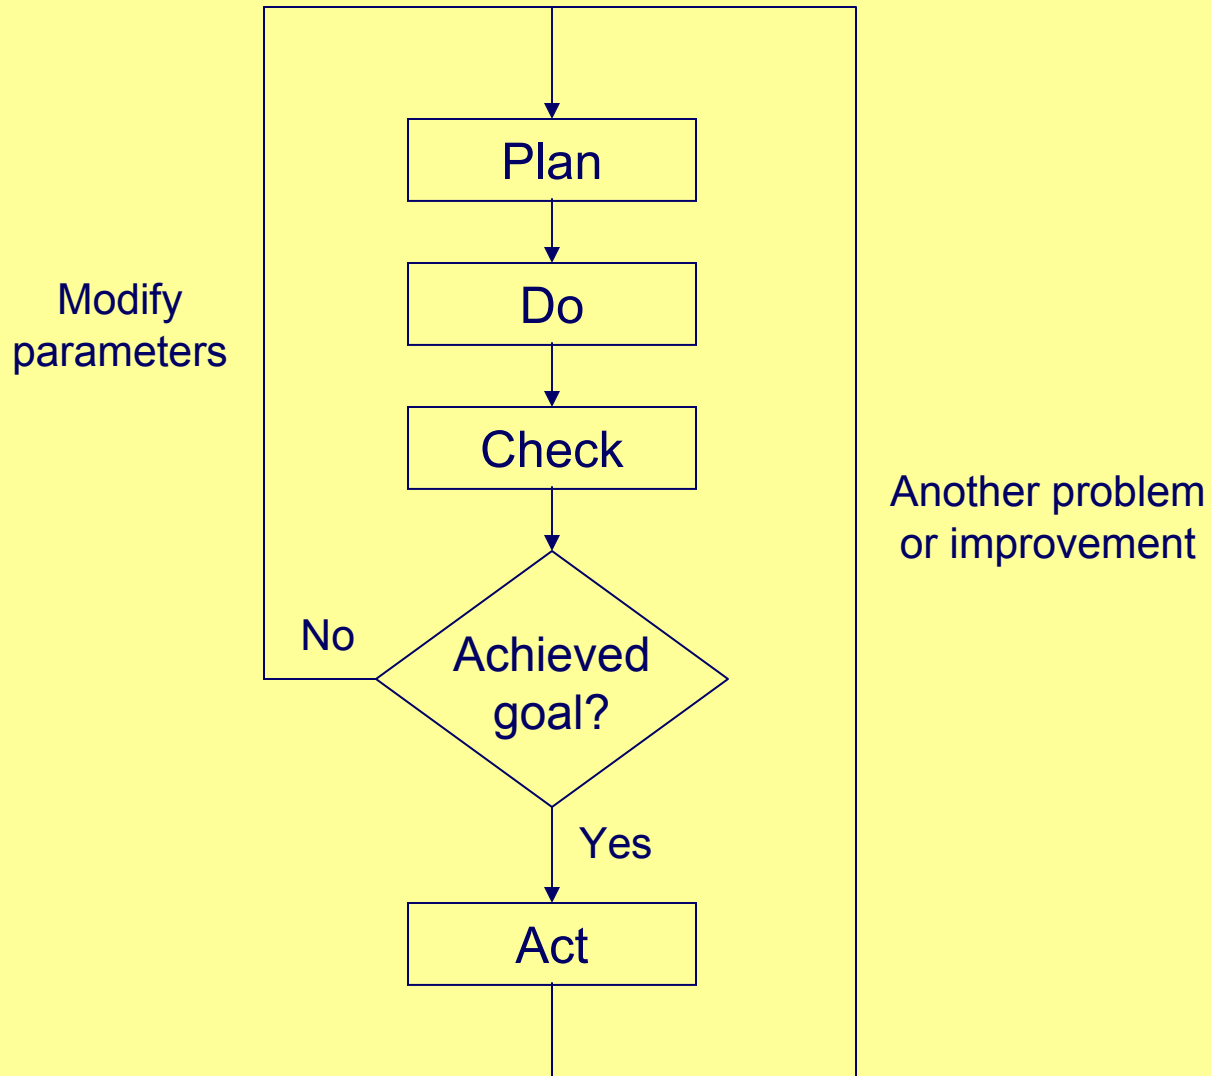 Plan
Do
Modify
parameters
Check
Another problem
or improvement
No
Achieved
goal?
Yes
Act